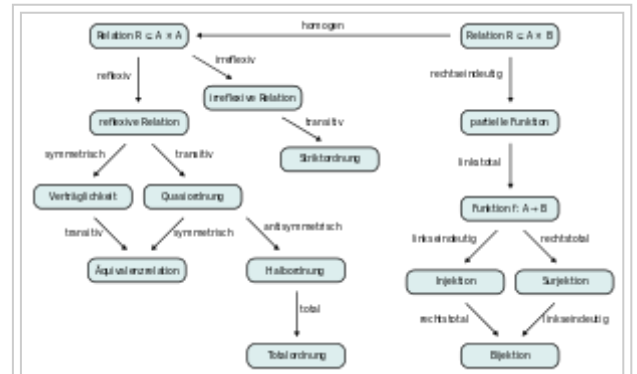 homogen
Relation R ⊆ A × A
Relation R ⊆ A × B
irreflexiv
reflexiv
rechtseindeutig
irreflexive Relation
reflexive Relation
transitiv
partielle Funktion
symmetrisch
transitiv
Striktordnung
linkstotal
Verträglichkeit
Quasiordnung
Funktion f: A → B
transitiv
symmetrisch
antisymmetrisch
linkseindeutig
rechtstotal
Äquivalenzrelation
Halbordnung
Injektion
Surjektion
total
rechtstotal
linkseindeutig
Totalordnung
Bijektion